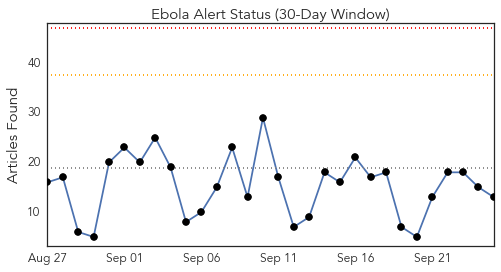 Ebola Alert Status (30-Day Window)
Articles Found
40
30
20
10
Aug 27 Sep 01 Sep 06 Sep 11 Sep 16 Sep 21